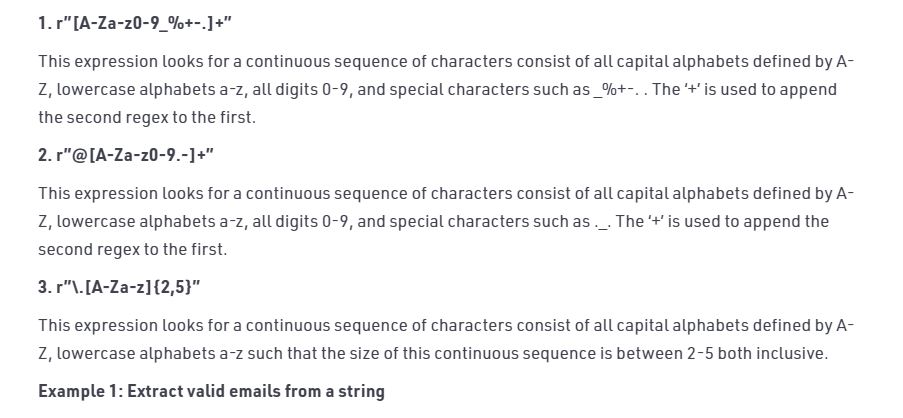 1. r”[A-Za-z0-9_%+-.]+”
This expression looks for a continuous sequence of characters consist of all capital alphabets defined by A-
Z, lowercase alphabets a-z, all digits 0-9, and special characters such as _%+-. . The ‘+’ is used to append
the second regex to the first.
2. r”@[A-Za-z0-9.-]+”
This expression looks for a continuous sequence of characters consist of all capital alphabets defined by A-
Z, lowercase alphabets a-z, all digits 0-9, and special characters such as ._. The ‘+’ is used to append the
second regex to the first.
3. r”\.[A-Za-z]{2,5}”
This expression looks for a continuous sequence of characters consist of all capital alphabets defined by A-
Z, lowercase alphabets a-z such that the size of this continuous sequence is between 2-5 both inclusive.
Example 1: Extract valid emails from a string